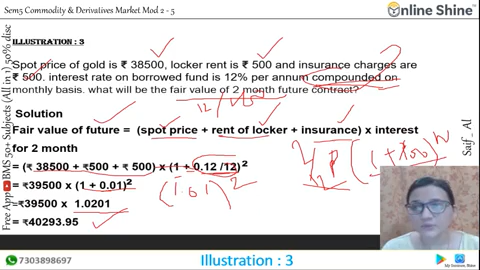 Sem5 Commodity & Derivatives Market Mod 2 - 5
Online Shine
ILLUSTRATION : 3
Spot price of gold is ₹ 38500, locker rent is ₹ 500 and insurance charges are
₹ 500. interest rate on borrowed fund is 12% per annum compounded on
monthly basis. what will be the fair value of 2 month future contract?
Solution
Fair value of future = (spot price + rent of locker + insurance) x interest
for 2 month
= (₹ 38500 + ₹500 + ₹ 500) x (1 + 0.12 /12)²
= ₹39500 x (1 + 0.01)²
=₹39500 x 1.0201
=₹40293.95
(1.01)²
Free App BMS 50+ Subjects (All in 1) 50% disc
Saif_Al
7303898697
Illustration : 3